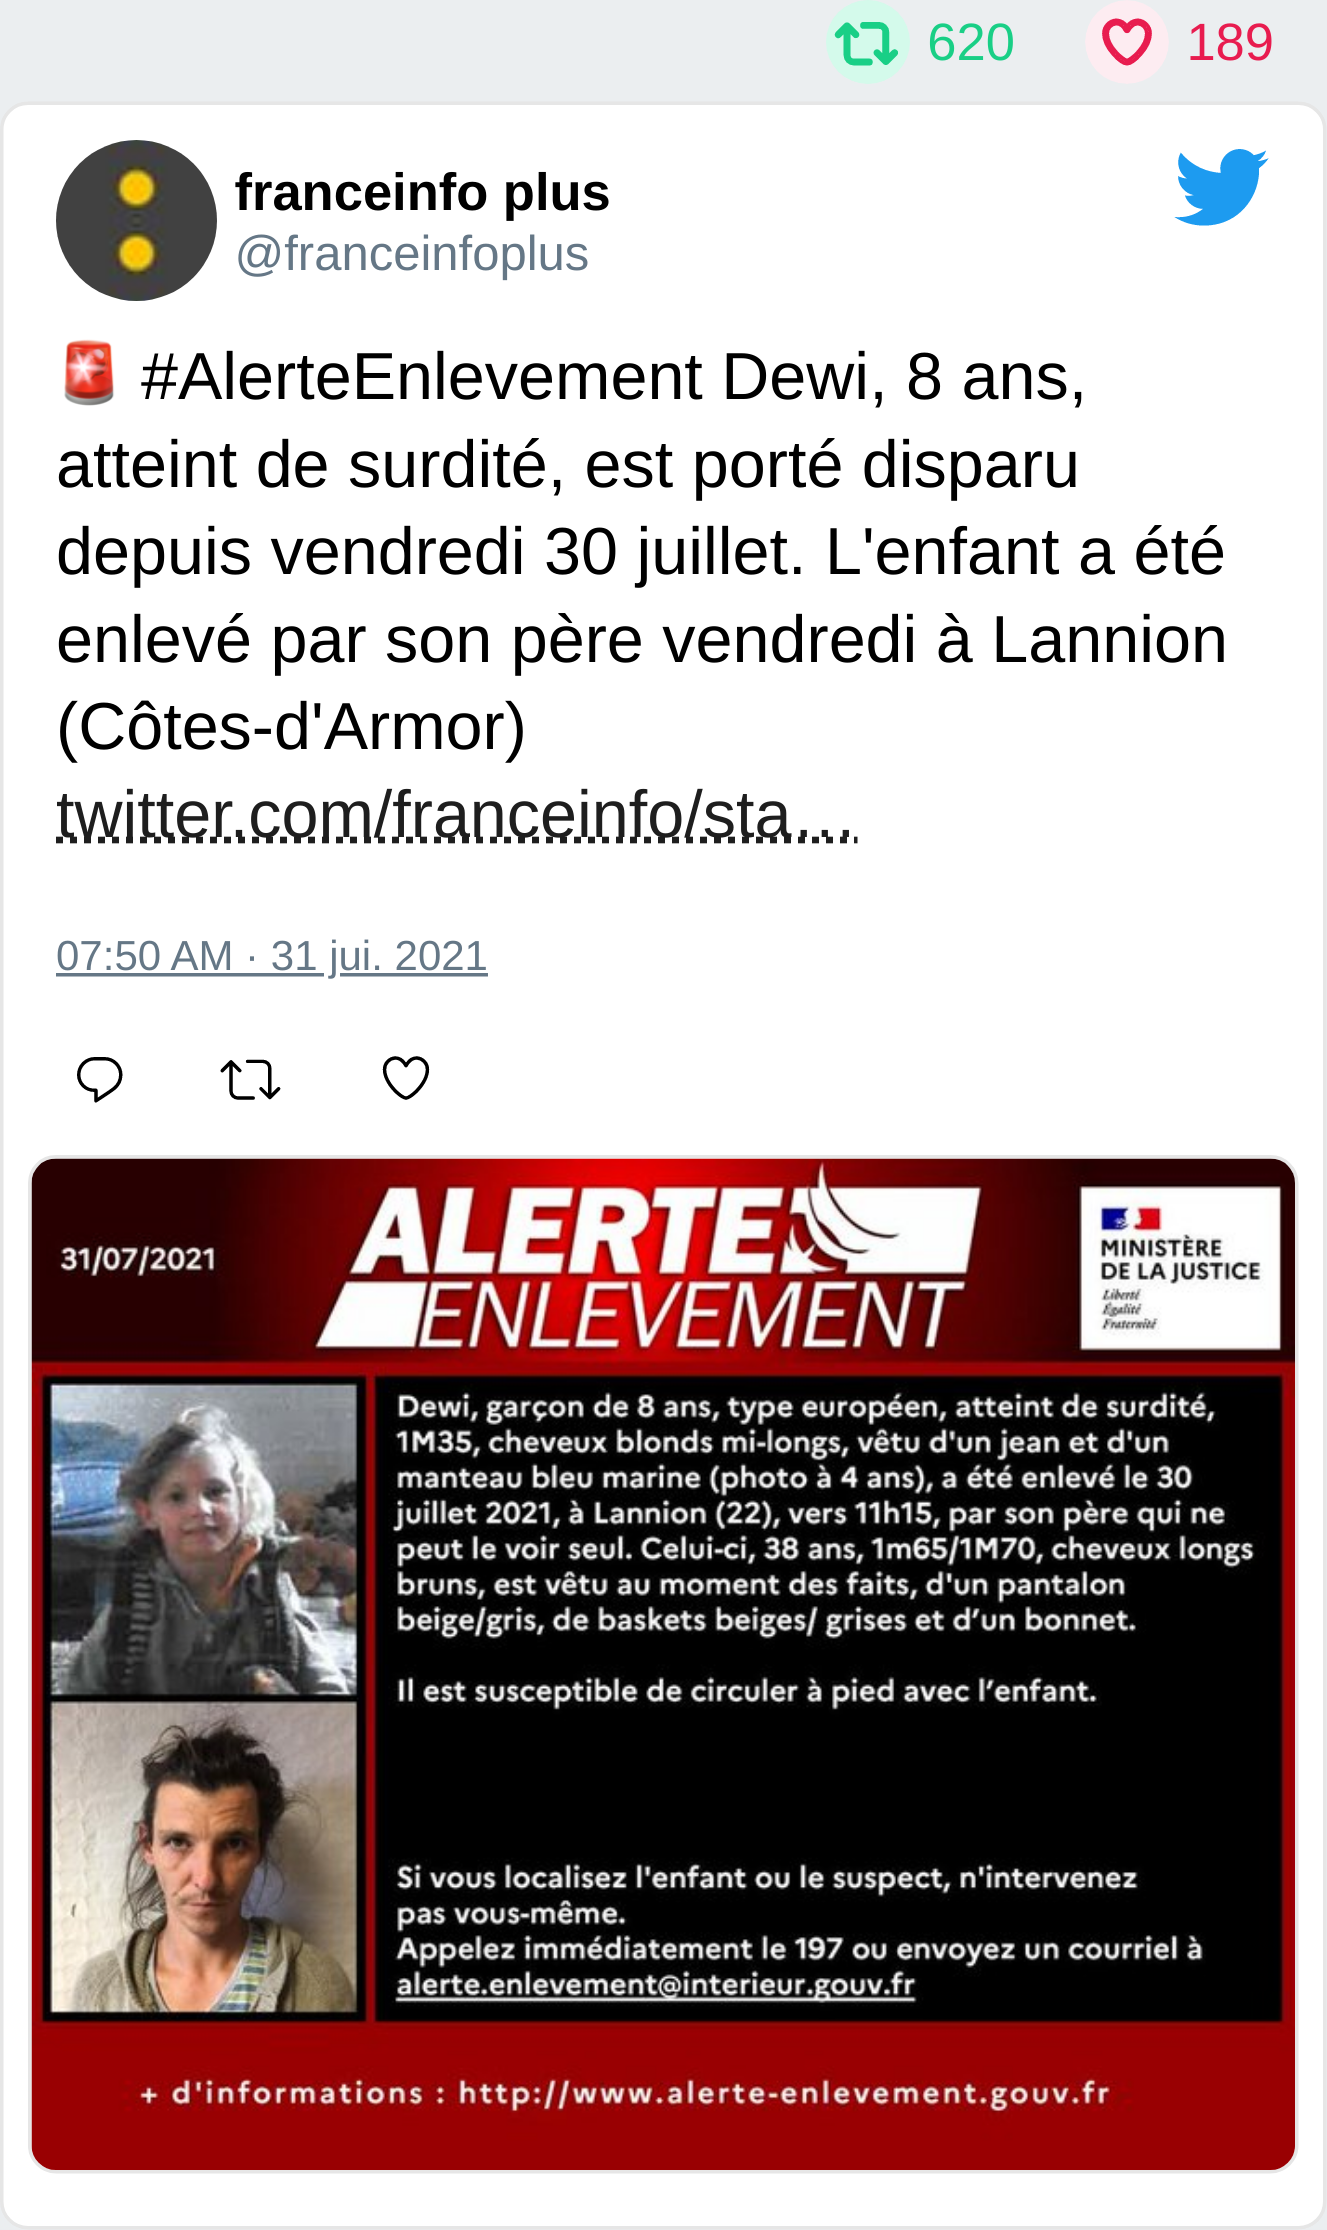 620 189
franceinfo plus
@franceinfoplus
🚨 #AlerteEnlevement Dewi, 8 ans,
atteint de surdité, est porté disparu
depuis vendredi 30 juillet. L'enfant a été
enlevé par son père vendredi à Lannion
(Côtes-d'Armor)
twitter.com/franceinfo/sta…
07:50 AM · 31 jui. 2021
31/07/2021
ALERTE
ENLEVEMENT
MINISTÈRE
DE LA JUSTICE
Liberté
Égalité
Fraternité
Dewi, garçon de 8 ans, type européen, atteint de surdité,
1M35, cheveux blonds mi-longs, vêtu d'un jean et d'un
manteau bleu marine (photo à 4 ans), a été enlevé le 30
juillet 2021, à Lannion (22), vers 11h15, par son père qui ne
peut le voir seul. Celui-ci, 38 ans, 1m65/1M70, cheveux longs
bruns, est vêtu au moment des faits, d'un pantalon
beige/gris, de baskets beiges/ grises et d’un bonnet.
Il est susceptible de circuler à pied avec l’enfant.
Si vous localisez l'enfant ou le suspect, n'intervenez
pas vous-même.
Appelez immédiatement le 197 ou envoyez un courriel à
alerte.enlevement@interieur.gouv.fr
+ d'informations : http://www.alerte-enlevement.gouv.fr